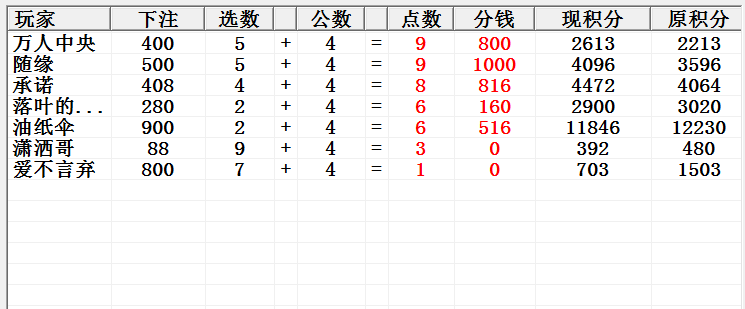 玩家 下注 选数 公数 点数 分钱 现积分 原积分
万人中央 400 5 + 4 = 9 800 2613 2213
随缘 500 5 + 4 = 9 1000 4096 3596
承诺 408 4 + 4 = 8 816 4472 4064
落叶的... 280 2 + 4 = 6 160 2900 3020
油纸伞 900 2 + 4 = 6 516 11846 12230
潇洒哥 88 9 + 4 = 3 0 392 480
爱不言弃 800 7 + 4 = 1 0 703 1503